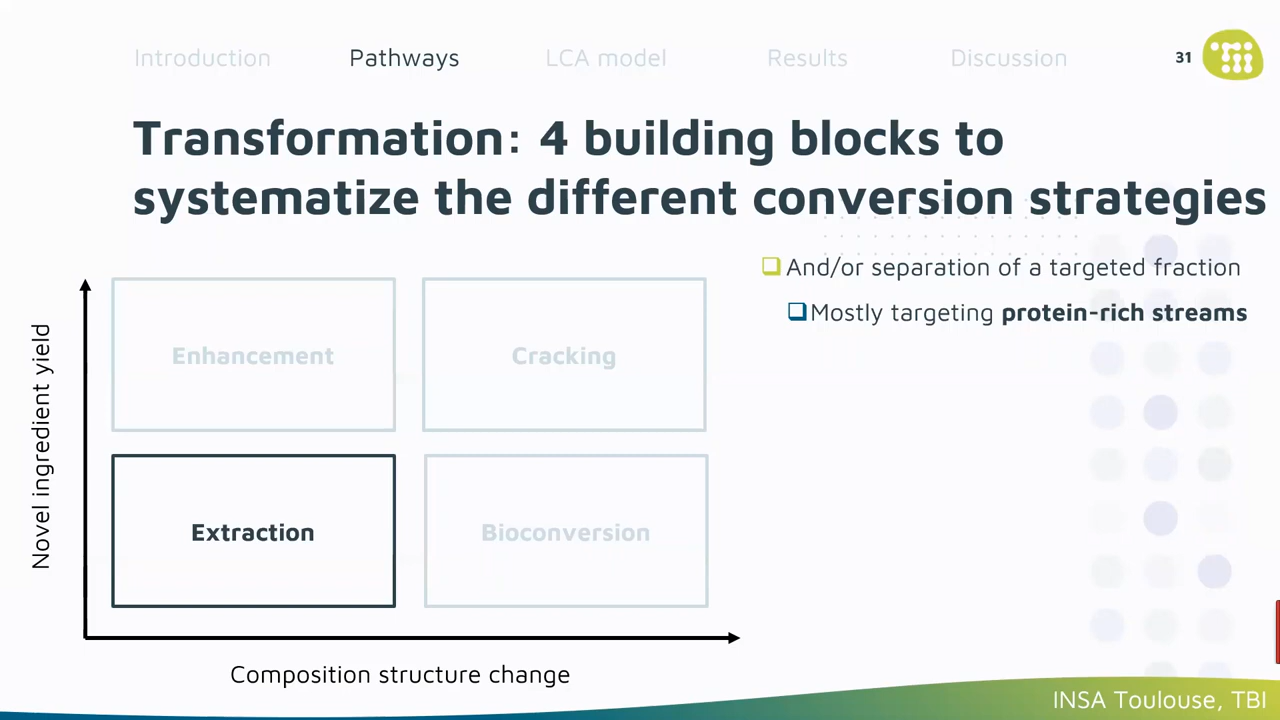 Introduction
Pathways
LCA model
Results
Discussion
31
Transformation: 4 building blocks to
systematize the different conversion strategies
And/or separation of a targeted fraction
Mostly targeting protein-rich streams
Novel ingredient yield
Enhancement
Cracking
Extraction
Bioconversion
Composition structure change
INSA Toulouse, TBI